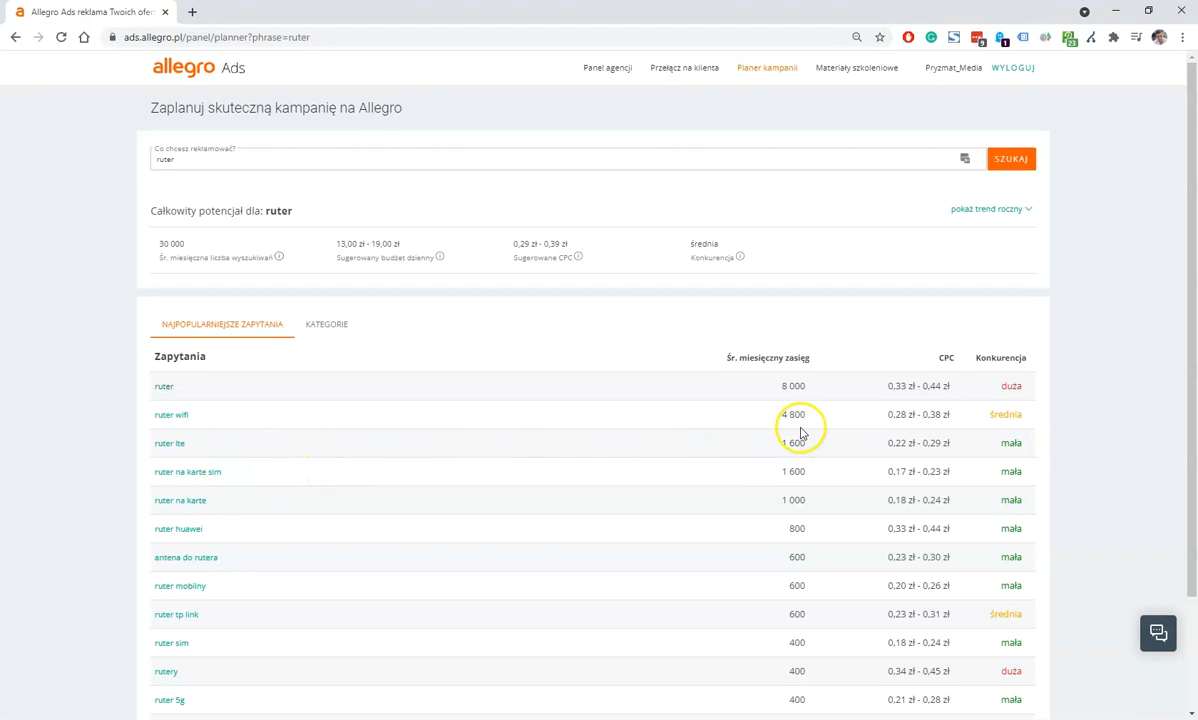 Allegro Ads reklama Twoich ofer
ads.allegro.pl/panel/planner?phrase=ruter
9
1
23
allegro Ads
Panel agencji
Przełącz na klienta
Planer kampanii
Materiały szkoleniowe
Pryzmat_Media
WYLOGUJ
Zaplanuj skuteczną kampanię na Allegro
Co chcesz reklamować?
ruter
SZUKAJ
Całkowity potencjał dla: ruter
pokaż trend roczny
30 000
13,00 zł - 19,00 zł
0,29 zł - 0,39 zł
średnia
Śr. miesięczna liczba wyszukiwań
Sugerowany budżet dzienny
Sugerowane CPC
Konkurencja
NAJPOPULARNIEJSZE ZAPYTANIA
KATEGORIE
Zapytania Śr. miesięczny zasięg CPC Konkurencja
ruter 8 000 0,33 zł - 0,44 zł duża
ruter wifi 4 800 0,28 zł - 0,38 zł średnia
ruter lte 1 600 0,22 zł - 0,29 zł mała
ruter na karte sim 1 600 0,17 zł - 0,23 zł mała
ruter na karte 1 000 0,18 zł - 0,24 zł mała
ruter huawei 800 0,33 zł - 0,44 zł mała
antena do rutera 600 0,23 zł - 0,30 zł mała
ruter mobilny 600 0,20 zł - 0,26 zł mała
ruter tp link 600 0,23 zł - 0,31 zł średnia
ruter sim 400 0,18 zł - 0,24 zł mała
rutery 400 0,34 zł - 0,45 zł duża
ruter 5g 400 0,21 zł - 0,28 zł mała